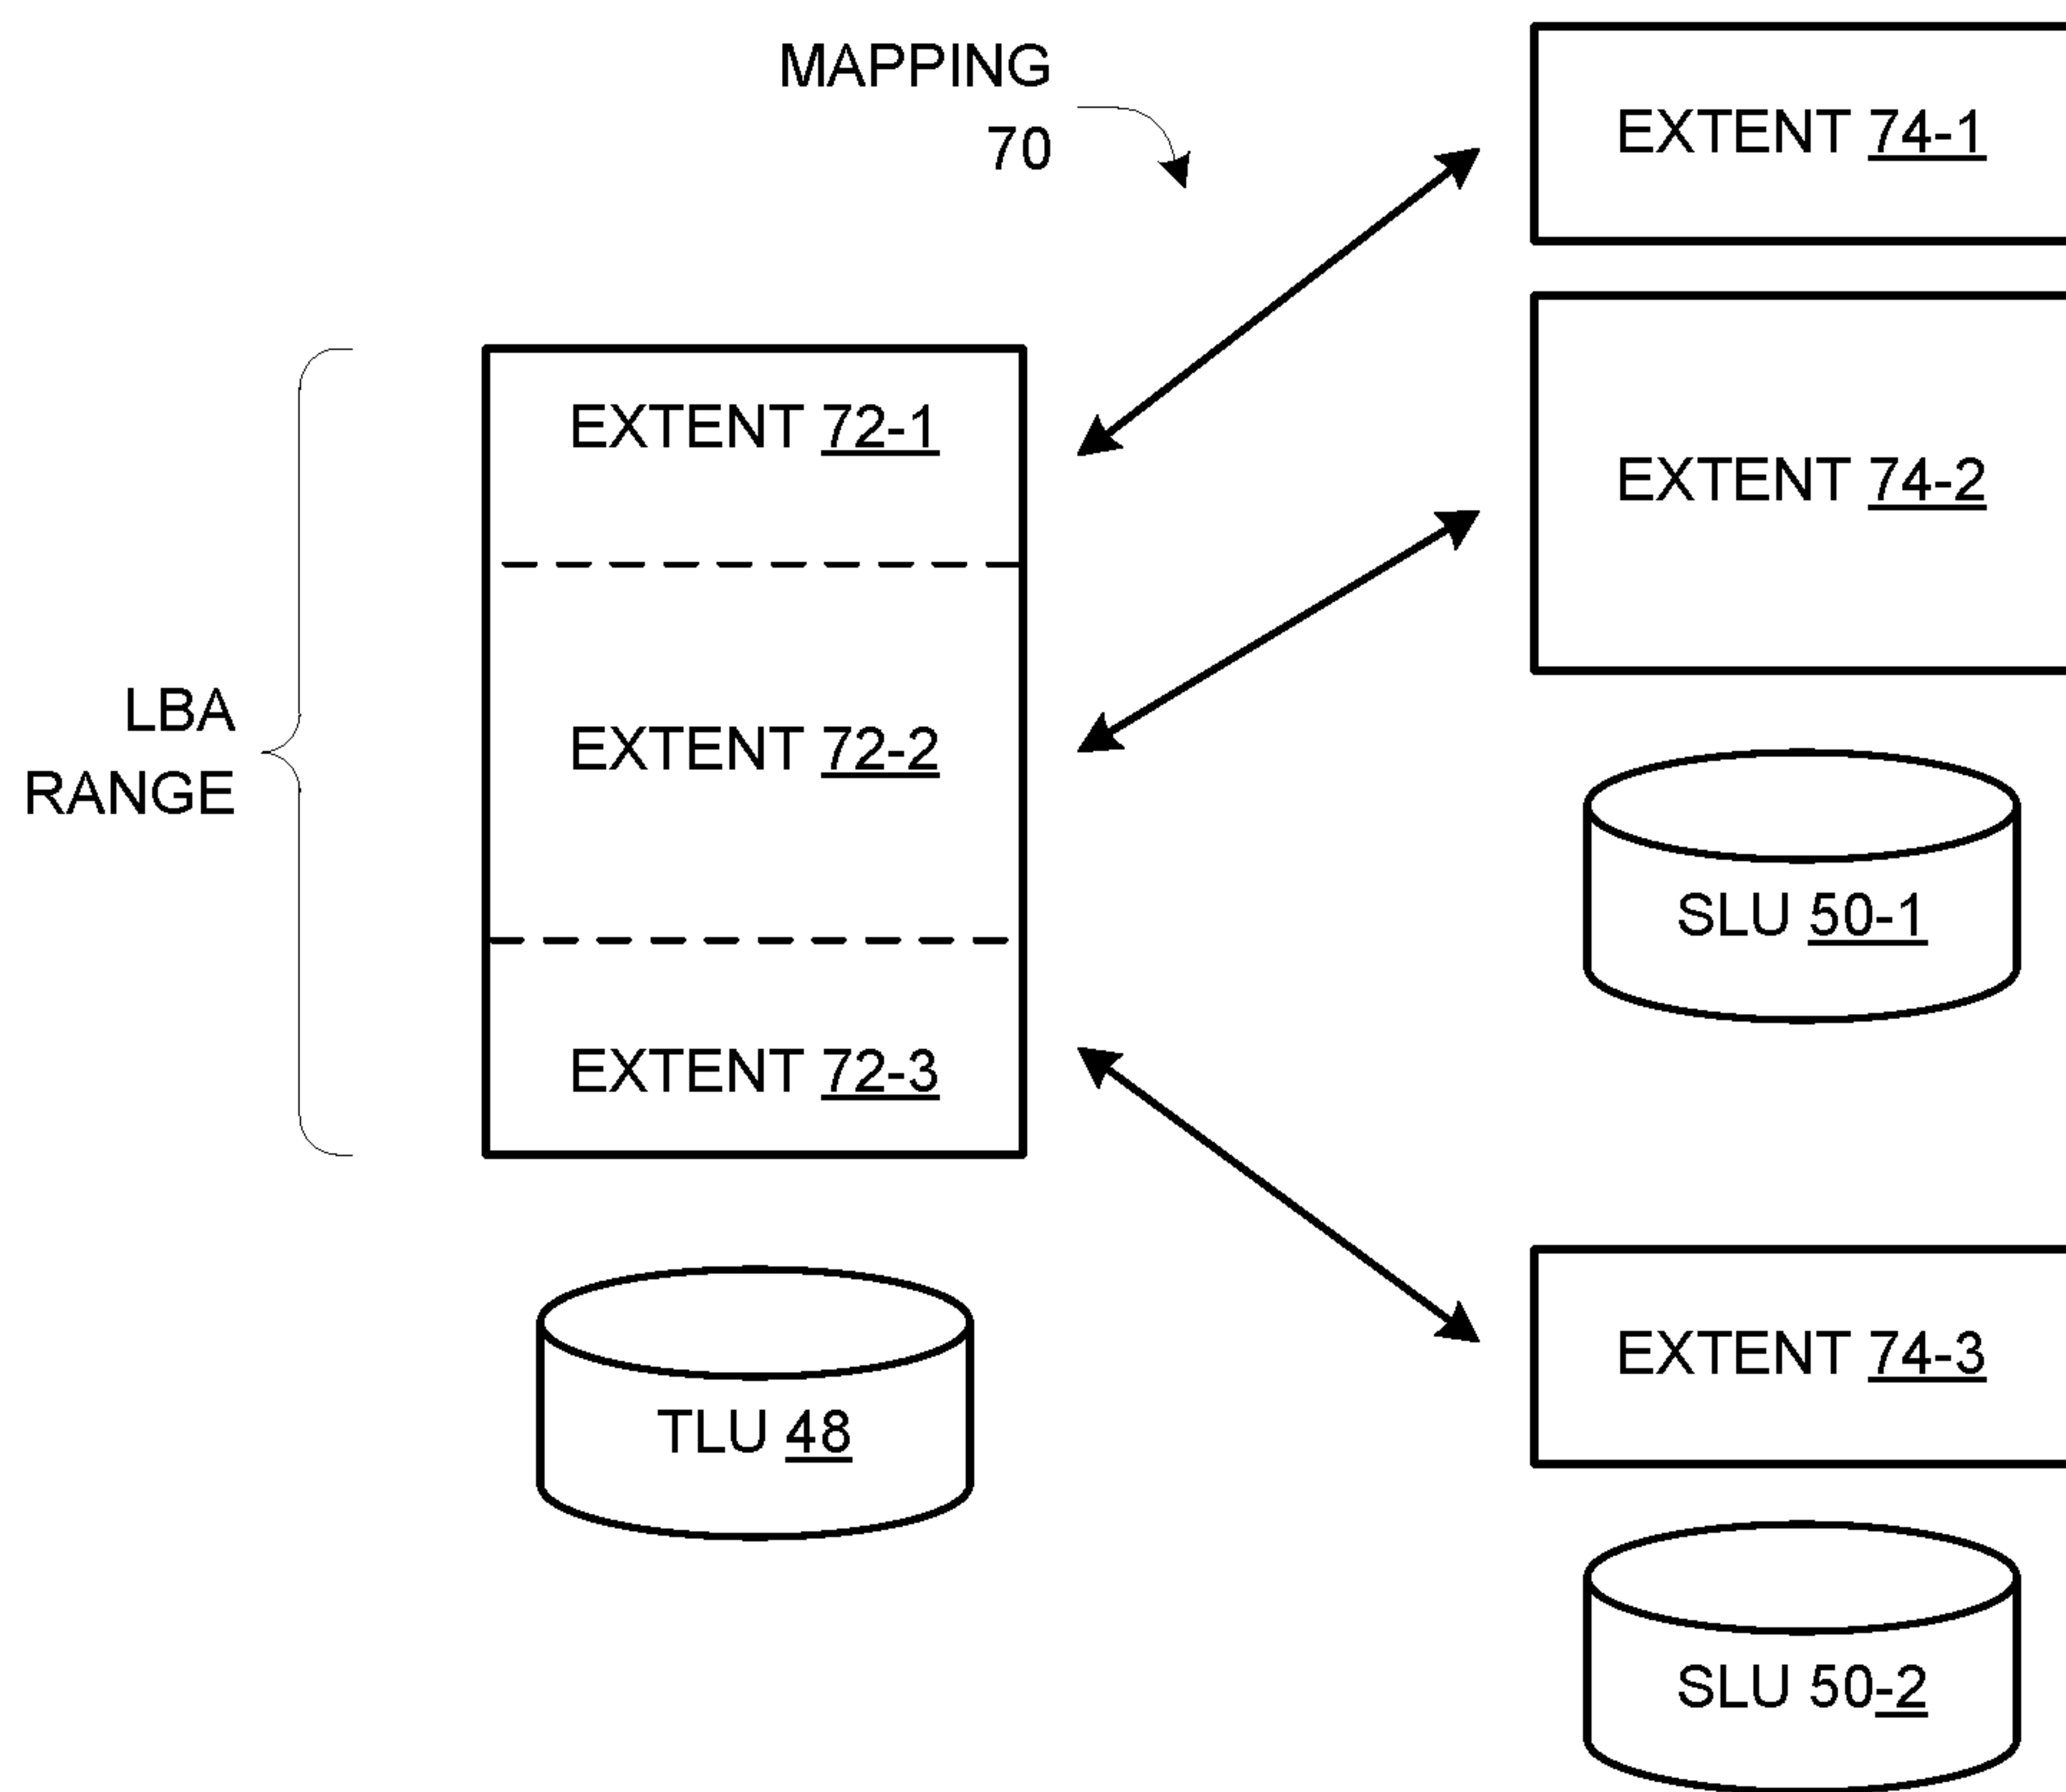 MAPPING
70
EXTENT 74-1
EXTENT 72-1
EXTENT 74-2
LBA
RANGE
EXTENT 72-2
SLU 50-1
EXTENT 72-3
EXTENT 74-3
TLU 48
SLU 50-2